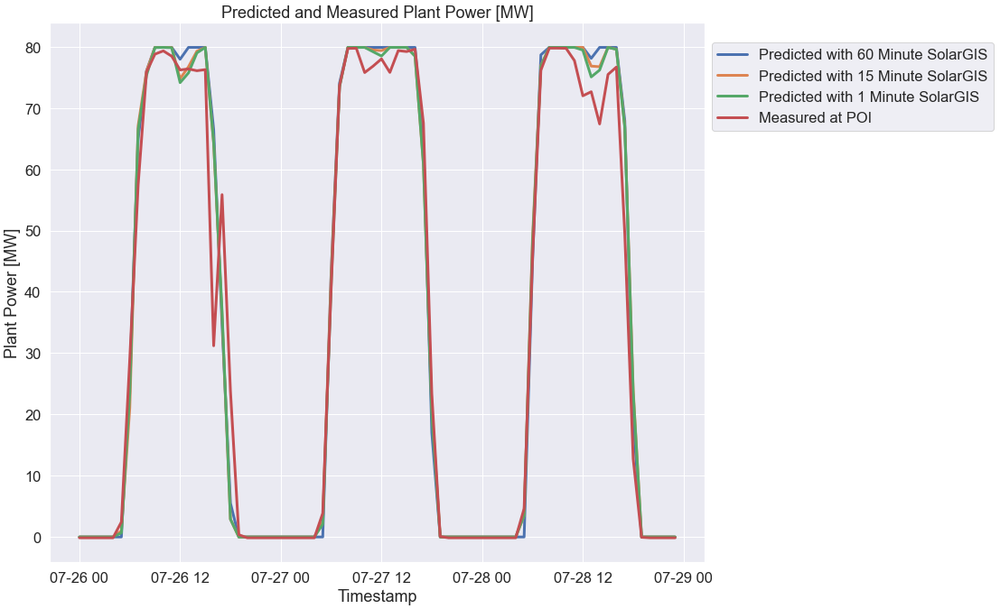 Predicted and Measured Plant Power [MW]
Predicted with 60 Minute SolarGIS
Predicted with 15 Minute SolarGIS
Predicted with 1 Minute SolarGIS
Measured at POI
Plant Power [MW]
80
70
60
50
40
30
20
10
0
07-26 00
07-26 12
07-27 00
07-27 12
07-28 00
07-28 12
07-29 00
Timestamp